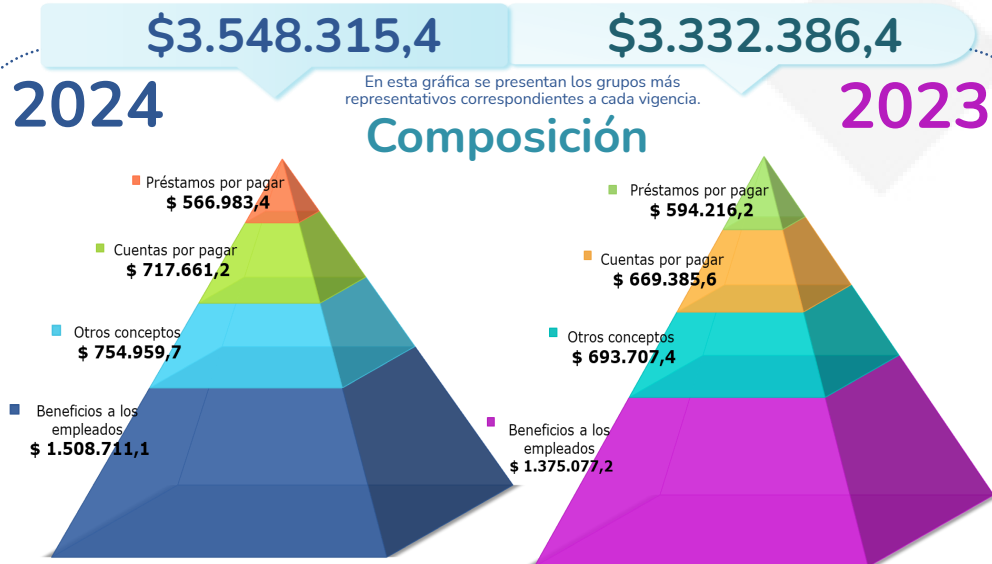 $3.548.315,4
$3.332.386,4
2024
En esta gráfica se presentan los grupos más
representativos correspondientes a cada vigencia.
2023
Composición
Préstamos por pagar
$ 566.983,4
Cuentas por pagar
$ 717.661,2
Otros conceptos
$ 754.959,7
Beneficios a los
empleados
$ 1.508.711,1
Préstamos por pagar
$ 594.216,2
Cuentas por pagar
$ 669.385,6
Otros conceptos
$ 693.707,4
Beneficios a los
empleados
$ 1.375.077,2